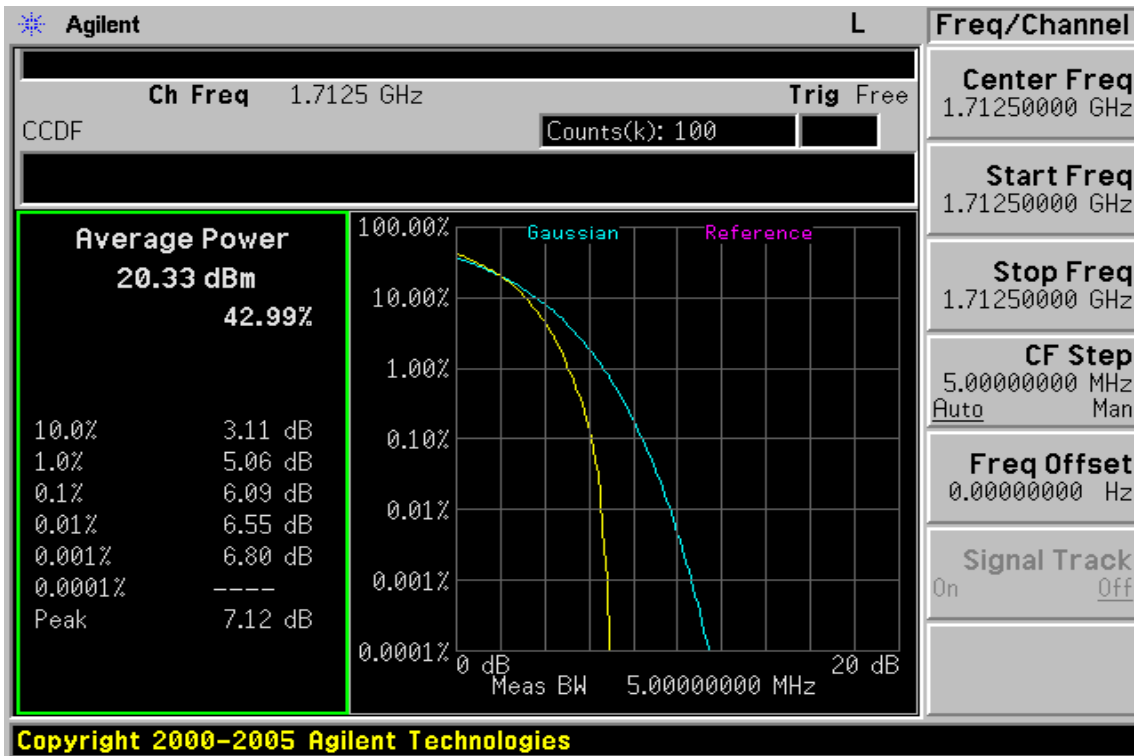 Agilent L Freq/Channel
Ch Freq 1.7125 GHz Trig Free
CCDF Counts(k): 100
Average Power
20.33 dBm
42.99%
10.0% 3.11 dB
1.0% 5.06 dB
0.1% 6.09 dB
0.01% 6.55 dB
0.001% 6.80 dB
0.0001% ----
Peak 7.12 dB
100.00% Gaussian Reference
10.00%
1.00%
0.10%
0.01%
0.001%
0.0001%
0 dB 20 dB
Meas BW 5.00000000 MHz
Center Freq
1.71250000 GHz
Start Freq
1.71250000 GHz
Stop Freq
1.71250000 GHz
CF Step
5.00000000 MHz
Auto Man
Freq Offset
0.00000000 Hz
Signal Track
On Off
Copyright 2000-2005 Agilent Technologies